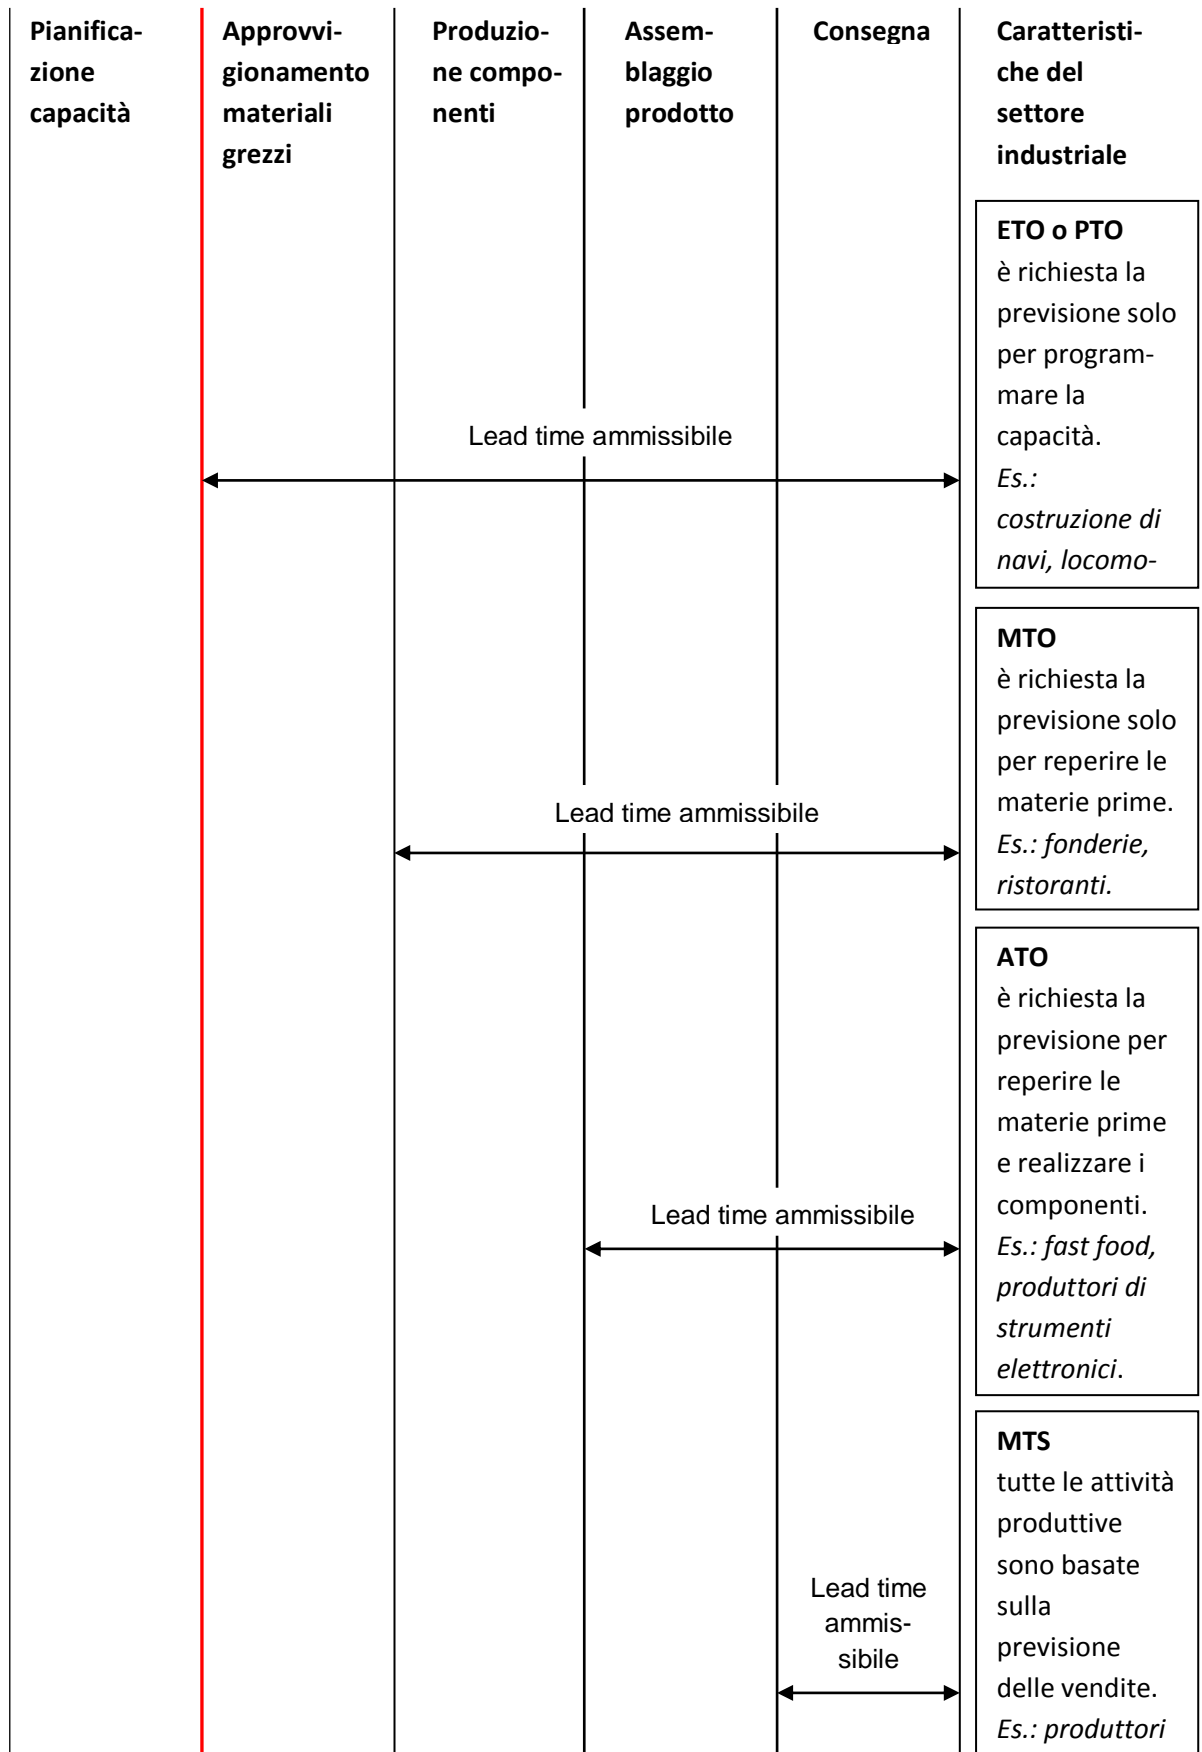 Pianifica-
zione
capacità
Approvvi-
gionamento
materiali
grezzi
Produzio-
ne compo-
nenti
Assem-
blaggio
prodotto
Consegna
Caratteristi-
che del
settore
industriale
ETO o PTO
è richiesta la
previsione solo
per program-
mare la
capacità.
Es.:
costruzione di
navi, locomo-
Lead time ammissibile
MTO
è richiesta la
previsione solo
per reperire le
materie prime.
Es.: fonderie,
ristoranti.
Lead time ammissibile
ATO
è richiesta la
previsione per
reperire le
materie prime
e realizzare i
componenti.
Es.: fast food,
produttori di
strumenti
elettronici.
Lead time ammissibile
MTS
tutte le attività
produttive
sono basate
sulla
previsione
delle vendite.
Es.: produttori
Lead time
ammis-
sibile